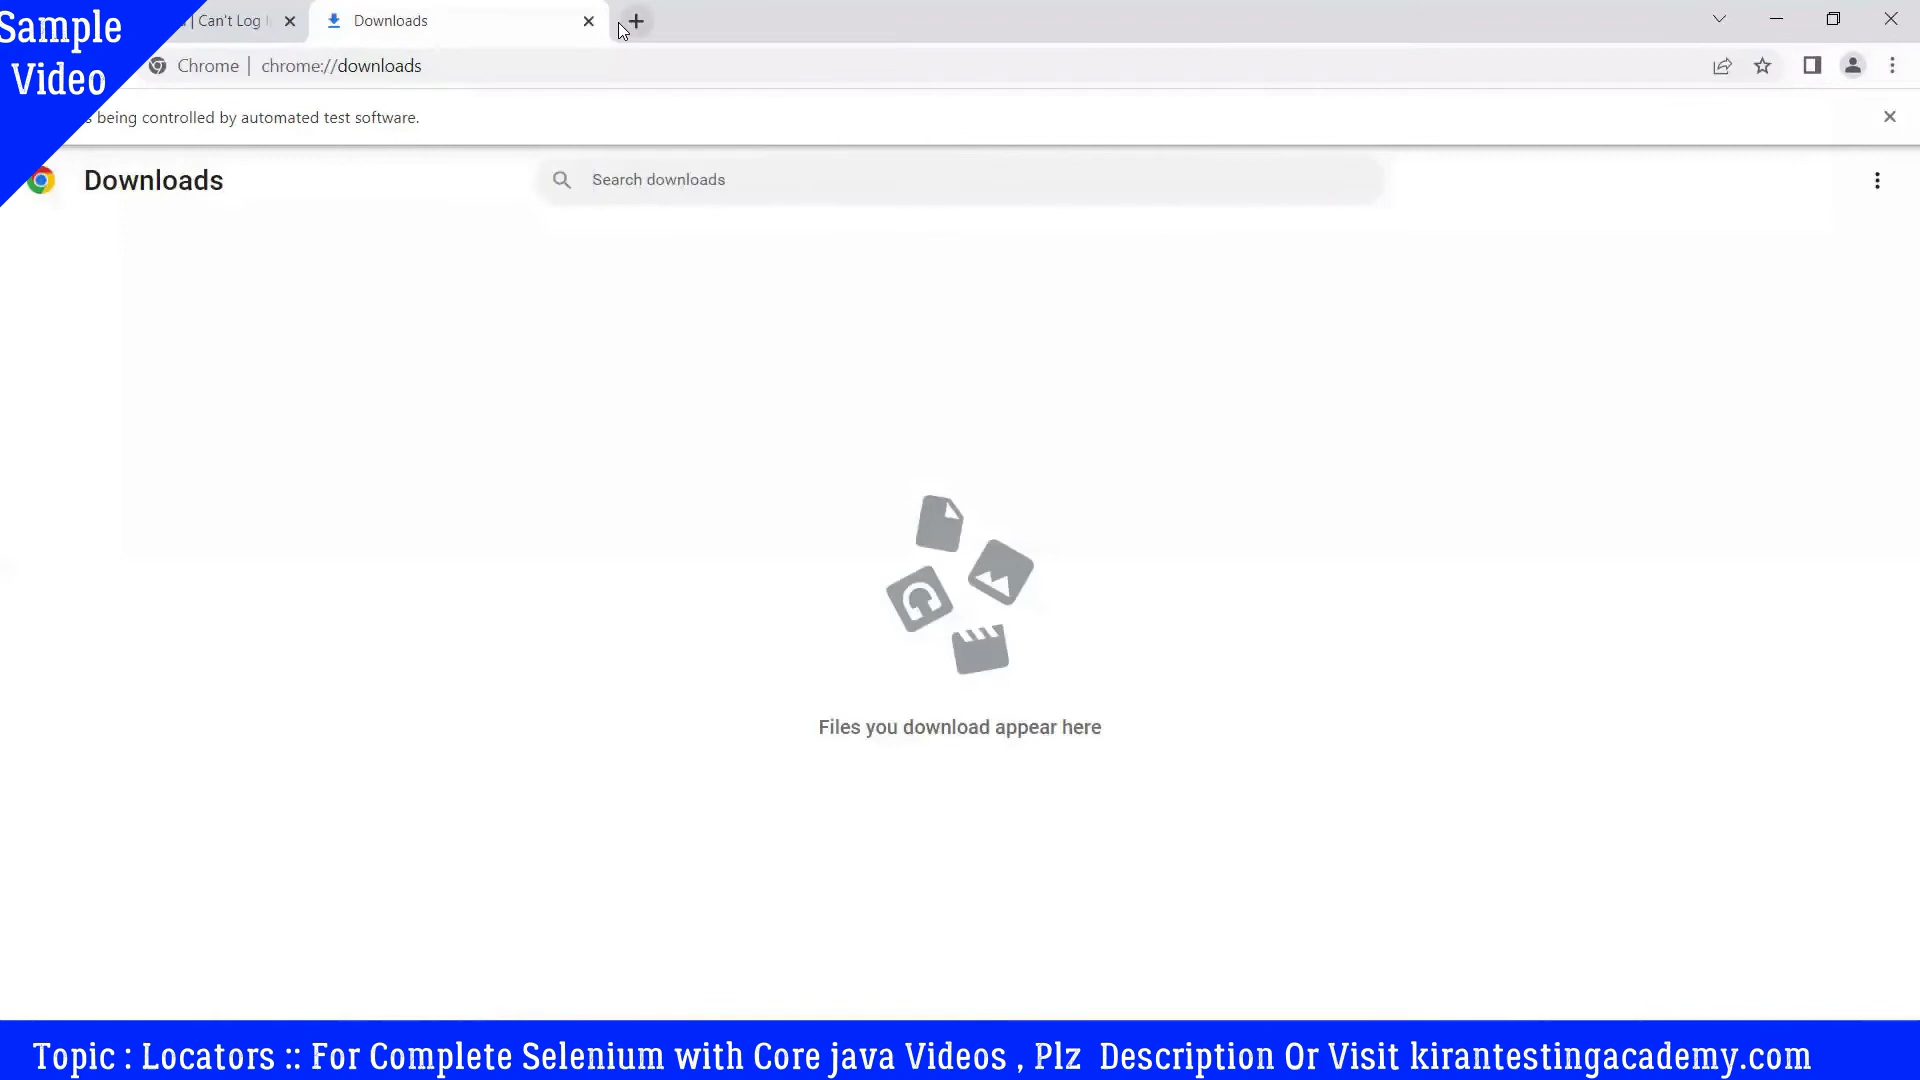 Sample
Video
| Can't Log
Downloads
Chrome | chrome://downloads
being controlled by automated test software.
Downloads
Search downloads
Files you download appear here
Topic : Locators :: For Complete Selenium with Core java Videos , Plz Description Or Visit kirantestingacademy.com